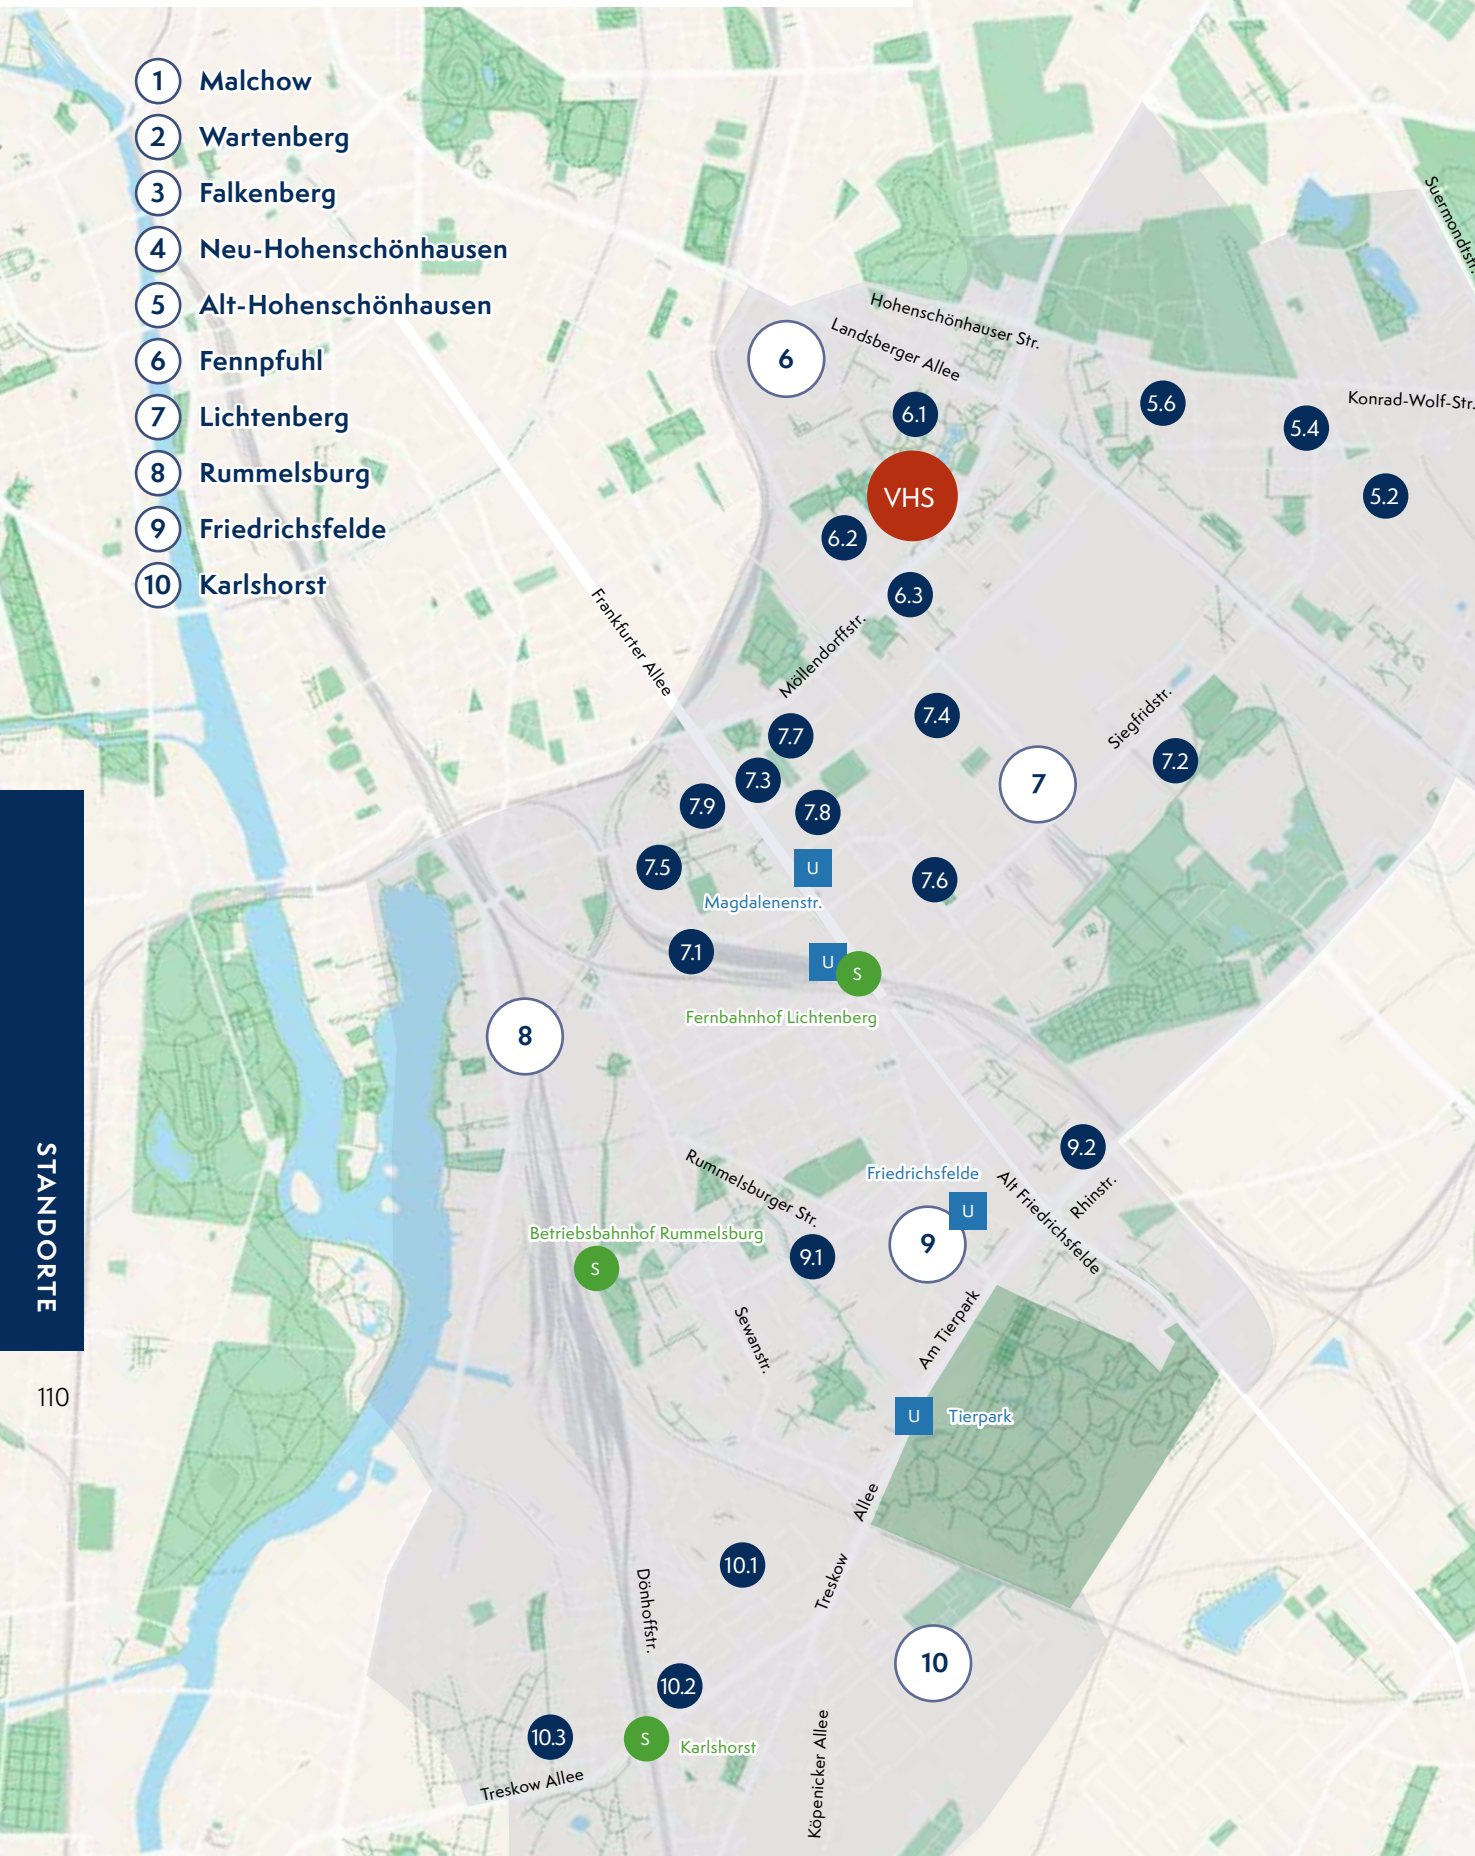 1 Malchow
2 Wartenberg
3 Falkenberg
4 Neu-Hohenschönhausen
5 Alt-Hohenschönhausen
6 Fennpfuhl
7 Lichtenberg
8 Rummelsburg
9 Friedrichsfelde
10 Karlshorst
Suermondtstr.
Hohenschönhauser Str.
Landsberger Allee
6
Konrad-Wolf-Str.
5.6
6.1
5.4
VHS
5.2
6.2
6.3
Frankfurter Allee
Möllendorffstr.
Siegfridstr.
7.4
7.7
7.2
7.3
7
7.9
7.8
7.5
U
7.6
Magdalenenstr.
7.1
U
S
Fernbahnhof Lichtenberg
8
9.2
Rummelsburger Str.
Friedrichsfelde
Alt Friedrichsfelde
Rhinstr.
U
Betriebsbahnhof Rummelsburg
9
9.1
S
STANDORTE
Sewanstr.
Am Tierpark
110
U
Tierpark
Allee
Treskow
10.1
Dönhoffstr.
10
10.2
10.3
S
Karlshorst
Treskow Allee
Köpenicker Allee